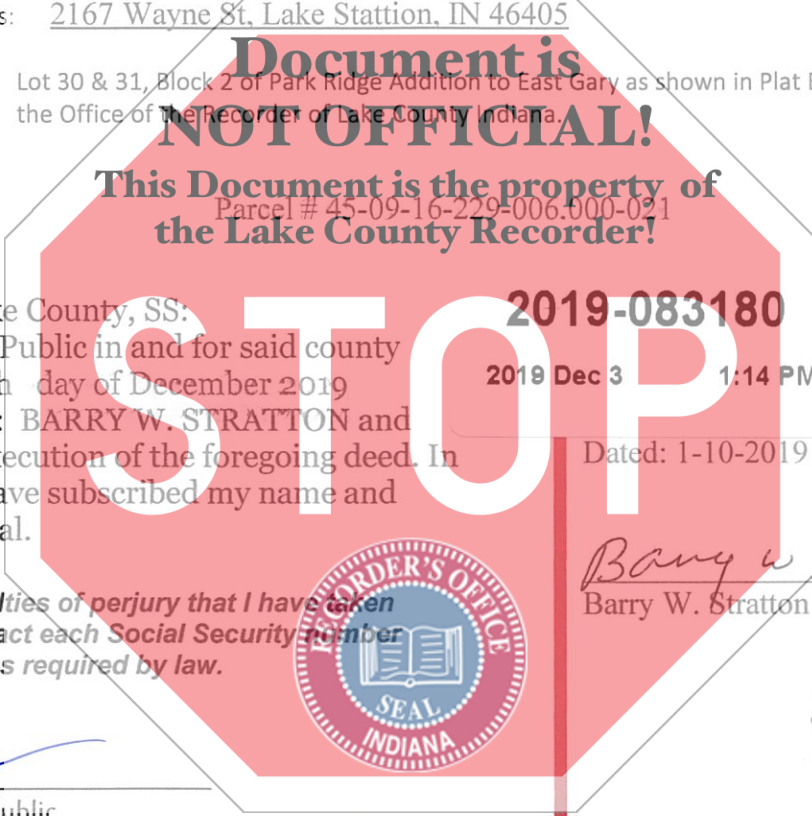 s: 2167 Wayne St, Lake Stattion, IN 46405
Document is
Lot 30 & 31, Block 2 of Park Ridge Addition to East Gary as shown in Plat
the Office of the Recorder of Lake County Indiana.
NOT OFFICIAL!
This Document is the property of
Parcel # 45-09-16-229-006.000-021
the Lake County Recorder!
STOP
e County, SS:
Public in and for said county
day of December 2019
BARRY W. STRATTON and
ecution of the foregoing deed. In
ave subscribed my name and
al.
2019-083180
2019 Dec 3 1:14 PM
Dated: 1-10-2019
Barry W
Barry W. Stratton
ties of perjury that I have taken
act each Social Security number
s required by law.
RECORDER'S OFFICE
SEAL
INDIANA
ublic